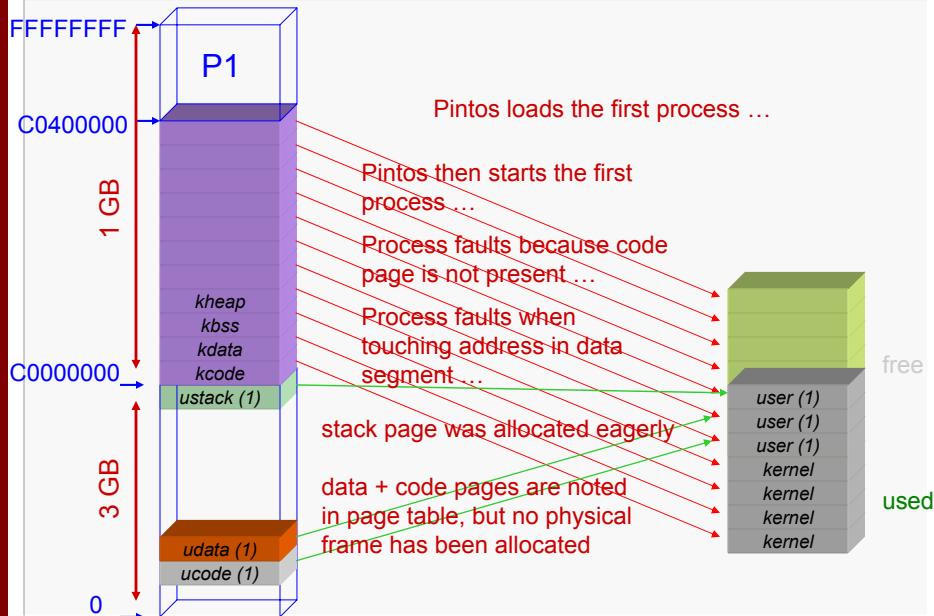 FFFFFFFF
P1
Pintos loads the first process …
C0400000
Pintos then starts the first
process …
1 GB
Process faults because code
page is not present …
kheap
kbss
kdata
kcode
Process faults when
touching address in data
segment …
free
C0000000
ustack (1)
user (1)
user (1)
user (1)
kernel
kernel
kernel
kernel
stack page was allocated eagerly
3 GB
data + code pages are noted
in page table, but no physical
frame has been allocated
used
udata (1)
ucode (1)
0